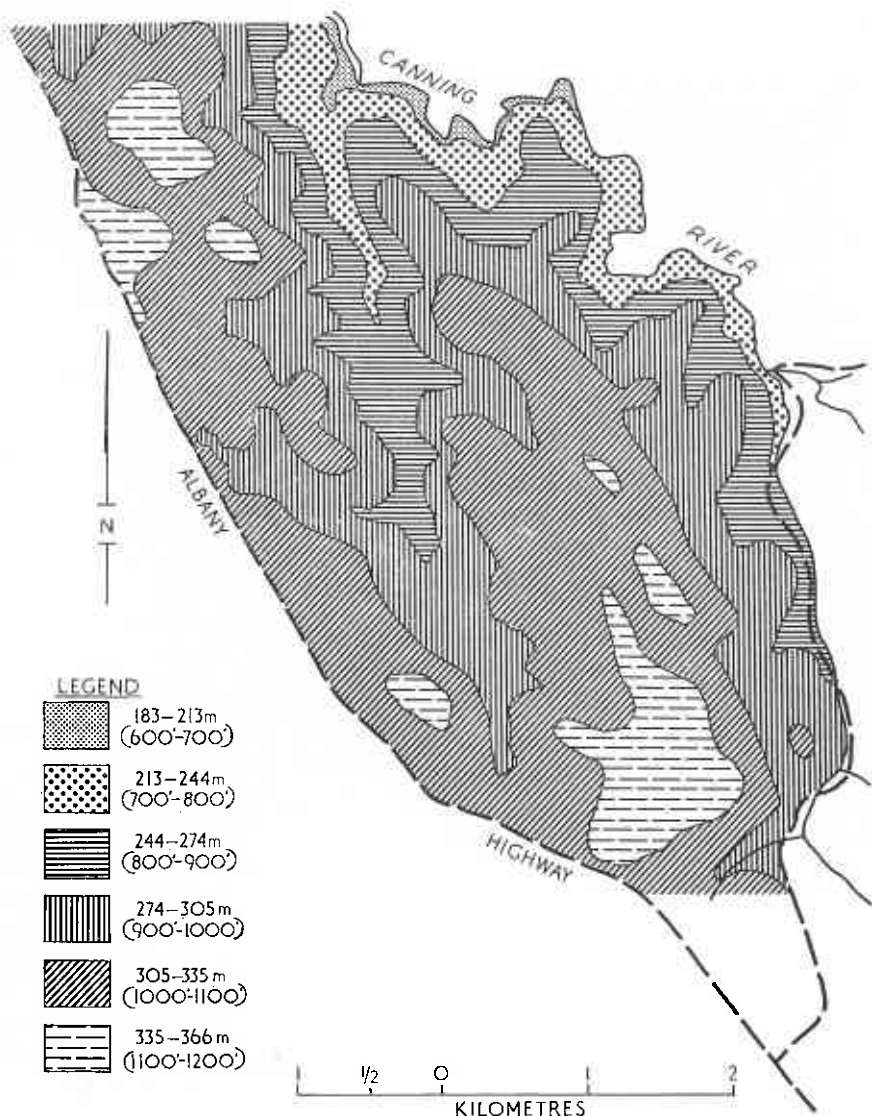 CANNING
RIVER
ALBANY
N
HIGHWAY
LEGEND
183–213m
(600'-700')
213–244m
(700'-800')
244–274m
(800'-900')
274–305m
(900'-1000')
305–335m
(1000'-1100')
335–366m
(1100'-1200')
1 1/2 0 1 2
KILOMETRES